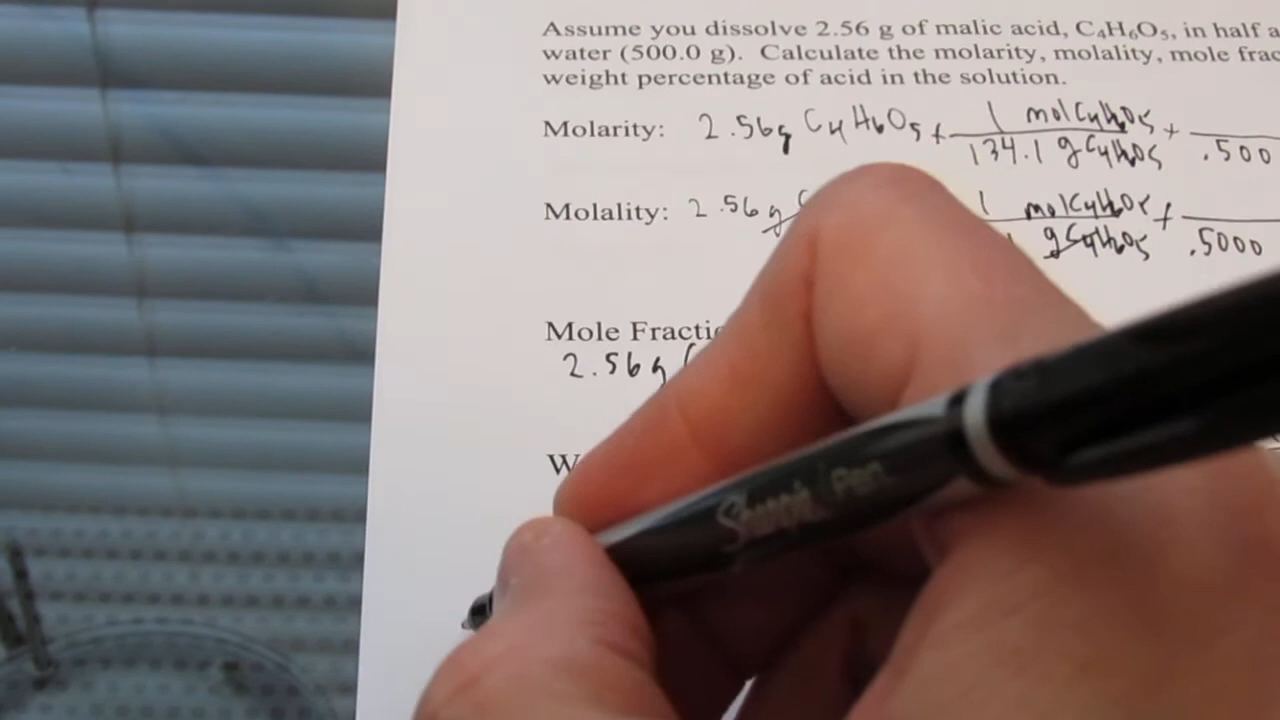 Assume you dissolve 2.56 g of malic acid, C₄H₆O₅, in half a
water (500.0 g). Calculate the molarity, molality, mole frac
weight percentage of acid in the solution.
Molarity: 2.56g C4H6O5 × 1 molC4H6O5 / 134.1 gC4H6O5 × .500
Molality: 2.56g 1 molC4H6O5 / gC4H6O5 × .5000
Mole Fractio
2.56g
W
Sharpie Pen